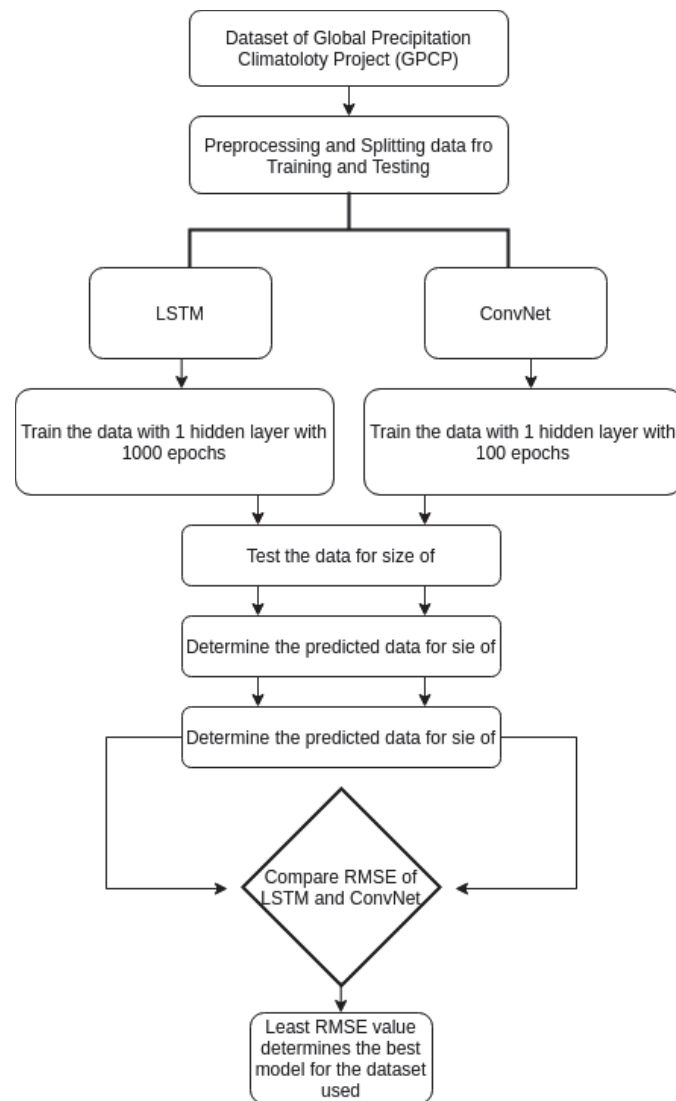 Dataset of Global Precipitation
Climatoloty Project (GPCP)
Preprocessing and Splitting data fro
Training and Testing
LSTM
ConvNet
Train the data with 1 hidden layer with
1000 epochs
Train the data with 1 hidden layer with
100 epochs
Test the data for size of
Determine the predicted data for sie of
Determine the predicted data for sie of
Compare RMSE of
LSTM and ConvNet
Least RMSE value
determines the best
model for the dataset
used